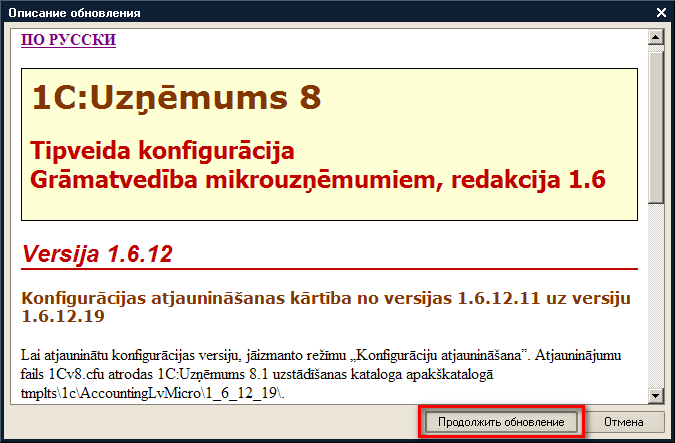 Описание обновления
ПО РУССКИ
1C:Uzņēmums 8
Tipveida konfigurācija
Grāmatvedība mikrouzņēmumiem, redakcija 1.6
Versija 1.6.12
Konfigurācijas atjaunināšanas kārtība no versijas 1.6.12.11 uz versiju
1.6.12.19
Lai atjauninātu konfigurācijas versiju, jāizmanto režīmu „Konfigurāciju atjaunināšana”. Atjauninājumu
fails 1Cv8.cfu atrodas 1C:Uzņēmums 8.1 uzstādīšanas kataloga apakškatalogā
tmplts\1c\AccountingLvMicro\1_6_12_19\.
Продолжить обновление
Отмена